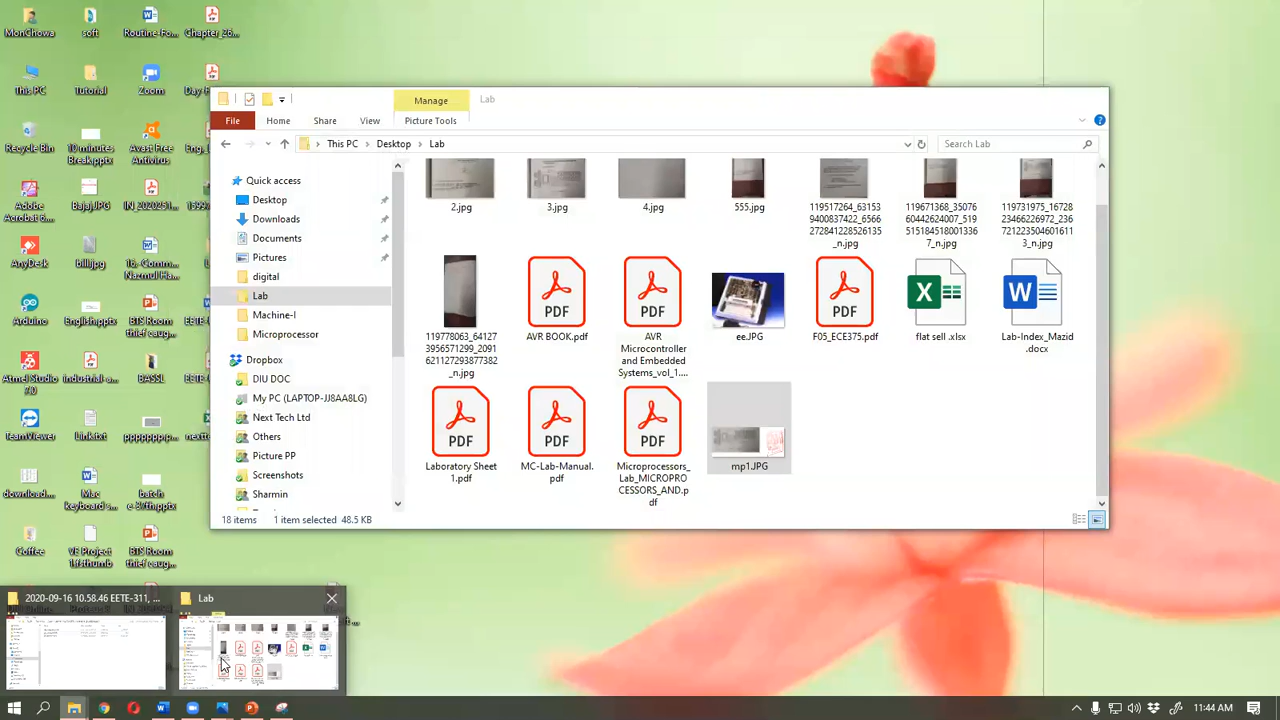 MonChowa
soft
Routine-Fo...
Chapter_26...
This PC
Tutorial
Zoom
Recycle Bin
10 minutes
Break.pptx
Avast Free
Antivirus
Adobe
Acrobat 6...
Bajaj.JPG
AnyDesk
bill.jpg
Arduino
English.pptx
BTS Room
thief caug...
Atmel Studio
7.0
industrial-o...
BASSL
TeamViewer
Link.txt
download....
Mac
keyboard s...
batch
e-37th.pptx
Coffee
VE Project
BTS Room
thief caug...
Manage
Lab
File
Home
Share
View
Picture Tools
This PC
Desktop
Lab
Search Lab
Quick access
Desktop
Downloads
Documents
Pictures
digital
Lab
Machine-I
Microprocessor
Dropbox
DIU DOC
My PC (LAPTOP-JJ8AA8LG)
Next Tech Ltd
Others
Picture PP
Screenshots
Sharmin
2.jpg
3.jpg
4.jpg
555.jpg
119517264_63153
9400837422_6566
272841228526135
_n.jpg
119671368_35076
60442624007_519
515184518001336
7_n.jpg
119731975_16728
23466226972_236
721223504601611
3_n.jpg
119778063_64127
3956571299_2091
621127293877382
_n.jpg
PDF
AVR BOOK.pdf
PDF
AVR
Microcontroller
and Embedded
Systems_vol_1....
ee.JPG
PDF
F05_ECE375.pdf
flat sell .xlsx
Lab-Index_Mazid
.docx
PDF
Laboratory Sheet
1.pdf
PDF
MC-Lab-Manual.
pdf
PDF
Microprocessors_
Lab_MICROPRO
CESSORS_AND.p
df
mp1.JPG
18 items
1 item selected 48.5 KB
2020-09-16 10.58.46 EETE-311, ...
Lab
11:44 AM